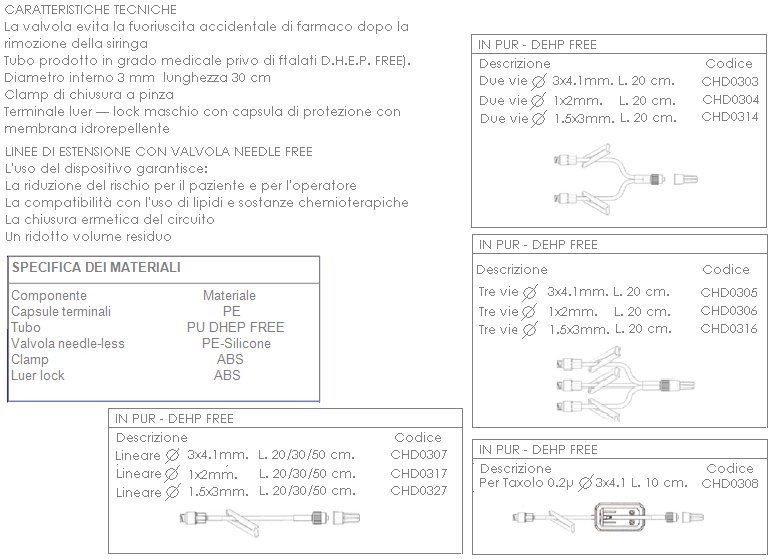 CARATTERISTICHE TECNICHE
La valvola evita la fuoriuscita accidentale di farmaco dopo la
rimozione della siringa
Tubo prodotto in grado medicale privo di ftalati D.H.E.P. FREE).
Diametro interno 3 mm lunghezza 30 cm
Clamp di chiusura a pinza
Terminale luer — lock maschio con capsula di protezione con
membrana idrorepellente
LINEE DI ESTENSIONE CON VALVOLA NEEDLE FREE
L'uso del dispositivo garantisce:
La riduzione del rischio per il paziente e per l'operatore
La compatibilità con l'uso di lipidi e sostanze chemioterapiche
La chiusura ermetica del circuito
Un ridotto volume residuo
SPECIFICA DEI MATERIALI
Componente Materiale
Capsule terminali PE
Tubo PU DHEP FREE
Valvola needle-less PE-Silicone
Clamp ABS
Luer lock ABS
IN PUR - DEHP FREE
Descrizione Codice
Due vie ∅ 3x4.1mm. L. 20 cm. CHD0303
Due vie ∅ 1x2mm. L. 20 cm. CHD0304
Due vie ∅ 1.5x3mm. L. 20 cm. CHD0314
IN PUR - DEHP FREE
Descrizione Codice
Tre vie ∅ 3x4.1mm. L. 20 cm. CHD0305
Tre vie ∅ 1x2mm. L. 20 cm. CHD0306
Tre vie ∅ 1.5x3mm. L. 20 cm. CHD0316
IN PUR - DEHP FREE
Descrizione Codice
Lineare ∅ 3x4.1mm. L. 20/30/50 cm. CHD0307
Lineare ∅ 1x2mm. L. 20/30/50 cm. CHD0317
Lineare ∅ 1.5x3mm. L. 20/30/50 cm. CHD0327
IN PUR - DEHP FREE
Descrizione Codice
Per Taxolo 0.2µ ∅ 3x4.1 L. 10 cm. CHD0308